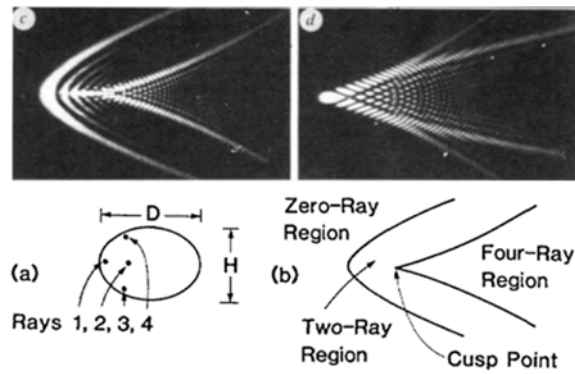 c
d
D
H
(a)
Rays 1, 2, 3, 4
Zero-Ray
Region
(b)
Four-Ray
Region
Two-Ray
Region
Cusp Point